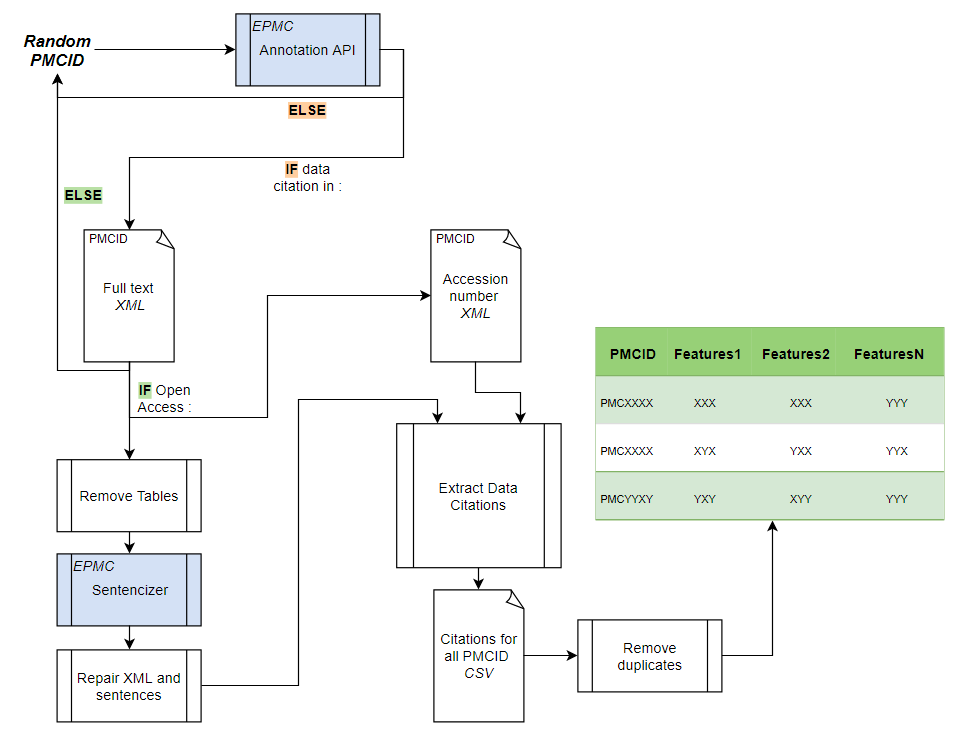 Random
PMCID
EPMC
Annotation API
ELSE
IF data
citation in :
ELSE
PMCID
Full text
XML
PMCID
Accession
number
XML
IF Open
Access :
Remove Tables
EPMC
Sentencizer
Repair XML and
sentences
Extract Data
Citations
Citations for
all PMCID
CSV
Remove
duplicates
PMCID Features1 Features2 FeaturesN
PMCXXXX XXX XXX YYY
PMCXXXX XYX YXX YYX
PMCYYXY YXY XYY YYY